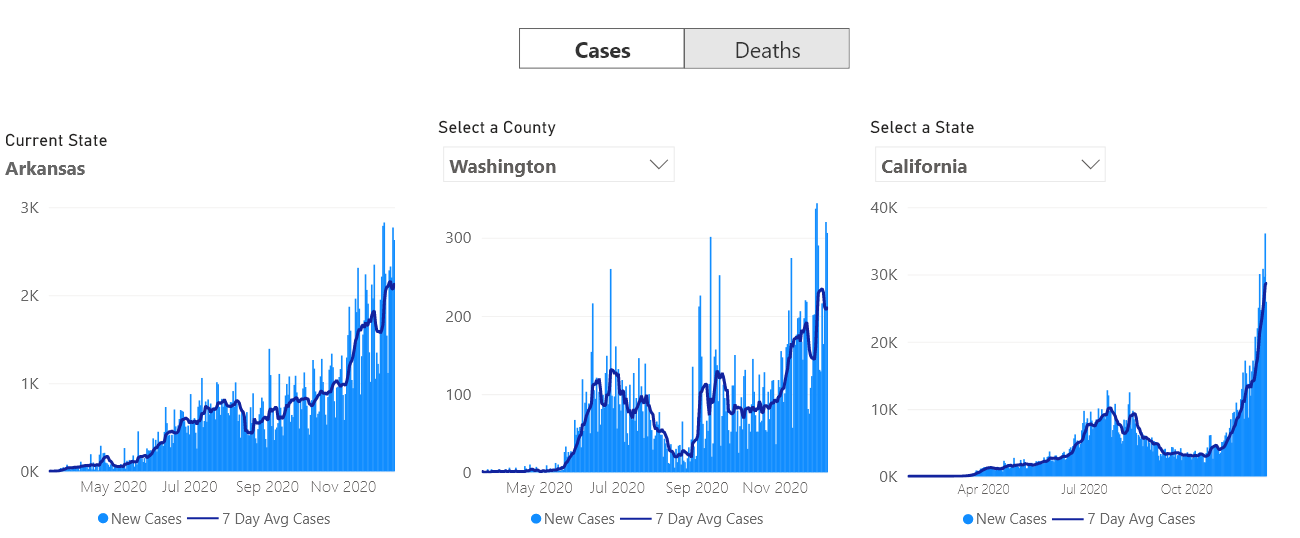 Cases Deaths
Current State
Arkansas
3K
2K
1K
0K
May 2020 Jul 2020 Sep 2020 Nov 2020
New Cases 7 Day Avg Cases
Select a County
Washington
300
200
100
0
May 2020 Jul 2020 Sep 2020 Nov 2020
New Cases 7 Day Avg Cases
Select a State
California
40K
30K
20K
10K
0K
Apr 2020 Jul 2020 Oct 2020
New Cases 7 Day Avg Cases